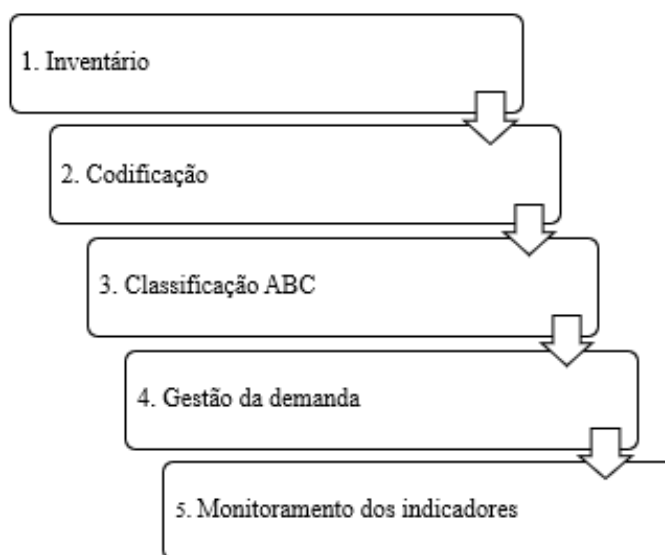 1. Inventário
2. Codificação
3. Classificação ABC
4. Gestão da demanda
5. Monitoramento dos indicadores